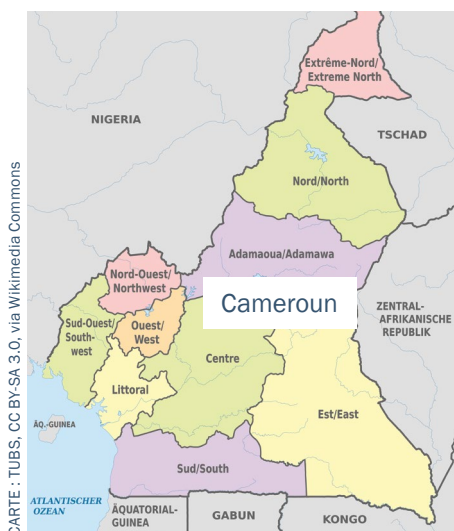 Extrême-Nord/
Extreme North
NIGERIA
TSCHAD
Nord/North
Adamaoua/Adamawa
Nord-Ouest/
Northwest
Cameroun
ZENTRAL-
AFRIKANISCHE
REPUBLIK
Sud-Ouest/
South-
west
Ouest/
West
Centre
Littoral
Est/East
ÄQ.-GUINEA
Sud/South
ATLANTISCHER
OZEAN
ÄQUATORIAL-
GUINEA
GABUN
KONGO
CARTE : TUBS, CC BY-SA 3.0, via Wikimedia Commons